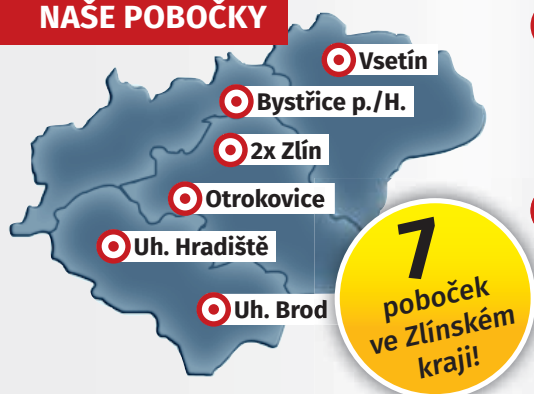 NAŠE POBOČKY
Vsetín
Bystřice p./H.
2x Zlín
Otrokovice
Uh. Hradiště
Uh. Brod
7
poboček
ve Zlínském
kraji!